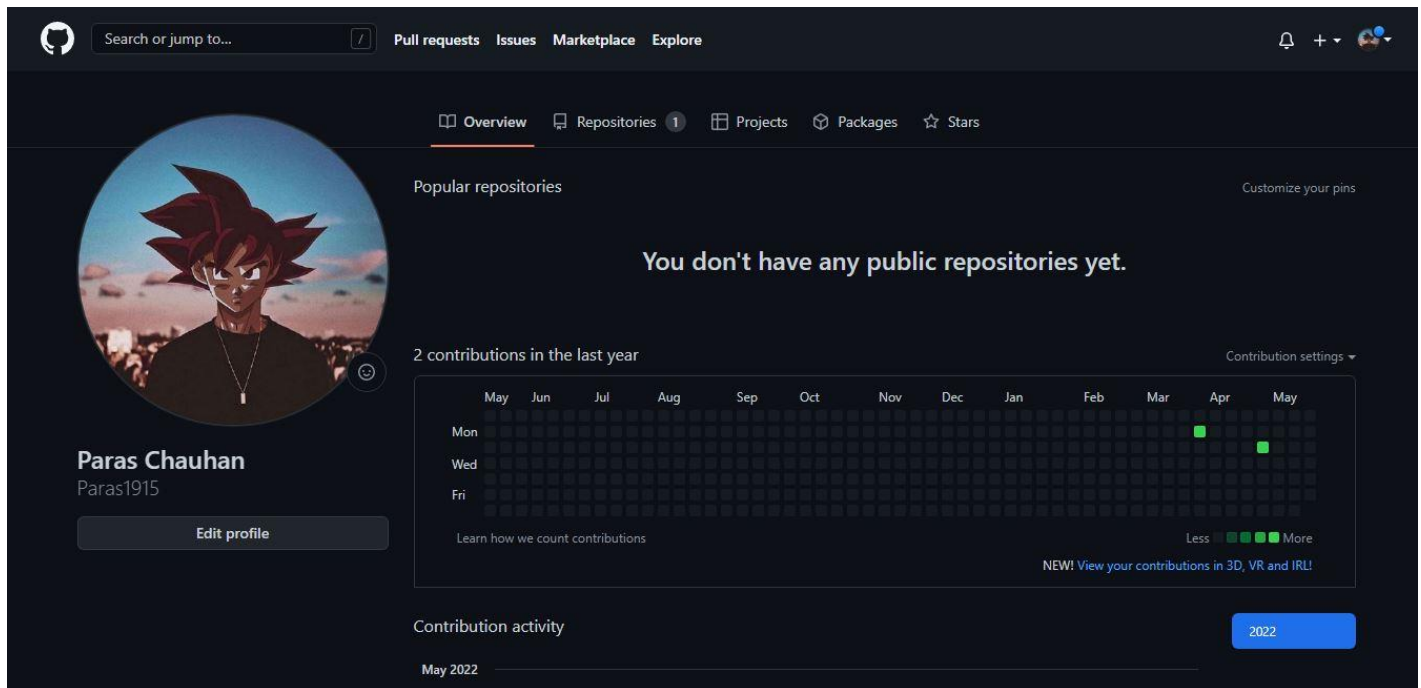 Search or jump to... /
Pull requests Issues Marketplace Explore
Overview Repositories 1 Projects Packages Stars
Popular repositories Customize your pins
You don't have any public repositories yet.
2 contributions in the last year Contribution settings
May Jun Jul Aug Sep Oct Nov Dec Jan Feb Mar Apr May
Mon
Wed
Fri
Learn how we count contributions Less More
NEW! View your contributions in 3D, VR and IRL!
Paras Chauhan
Paras1915
Edit profile
Contribution activity 2022
May 2022